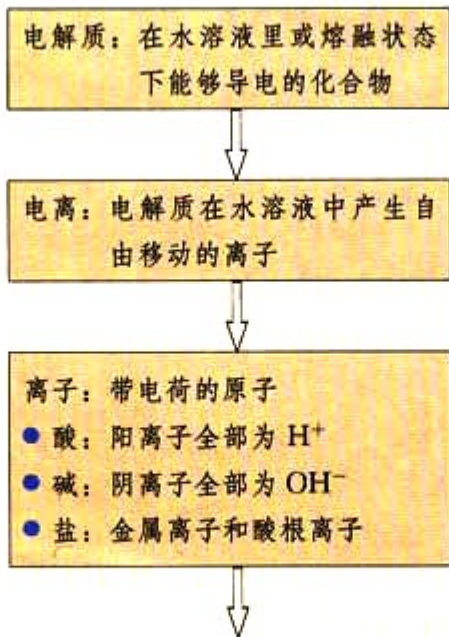 电解质：在水溶液里或熔融状态
下能够导电的化合物
电离：电解质在水溶液中产生自
由移动的离子
离子：带电荷的原子
● 酸：阳离子全部为 H⁺
● 碱：阴离子全部为 OH⁻
● 盐：金属离子和酸根离子